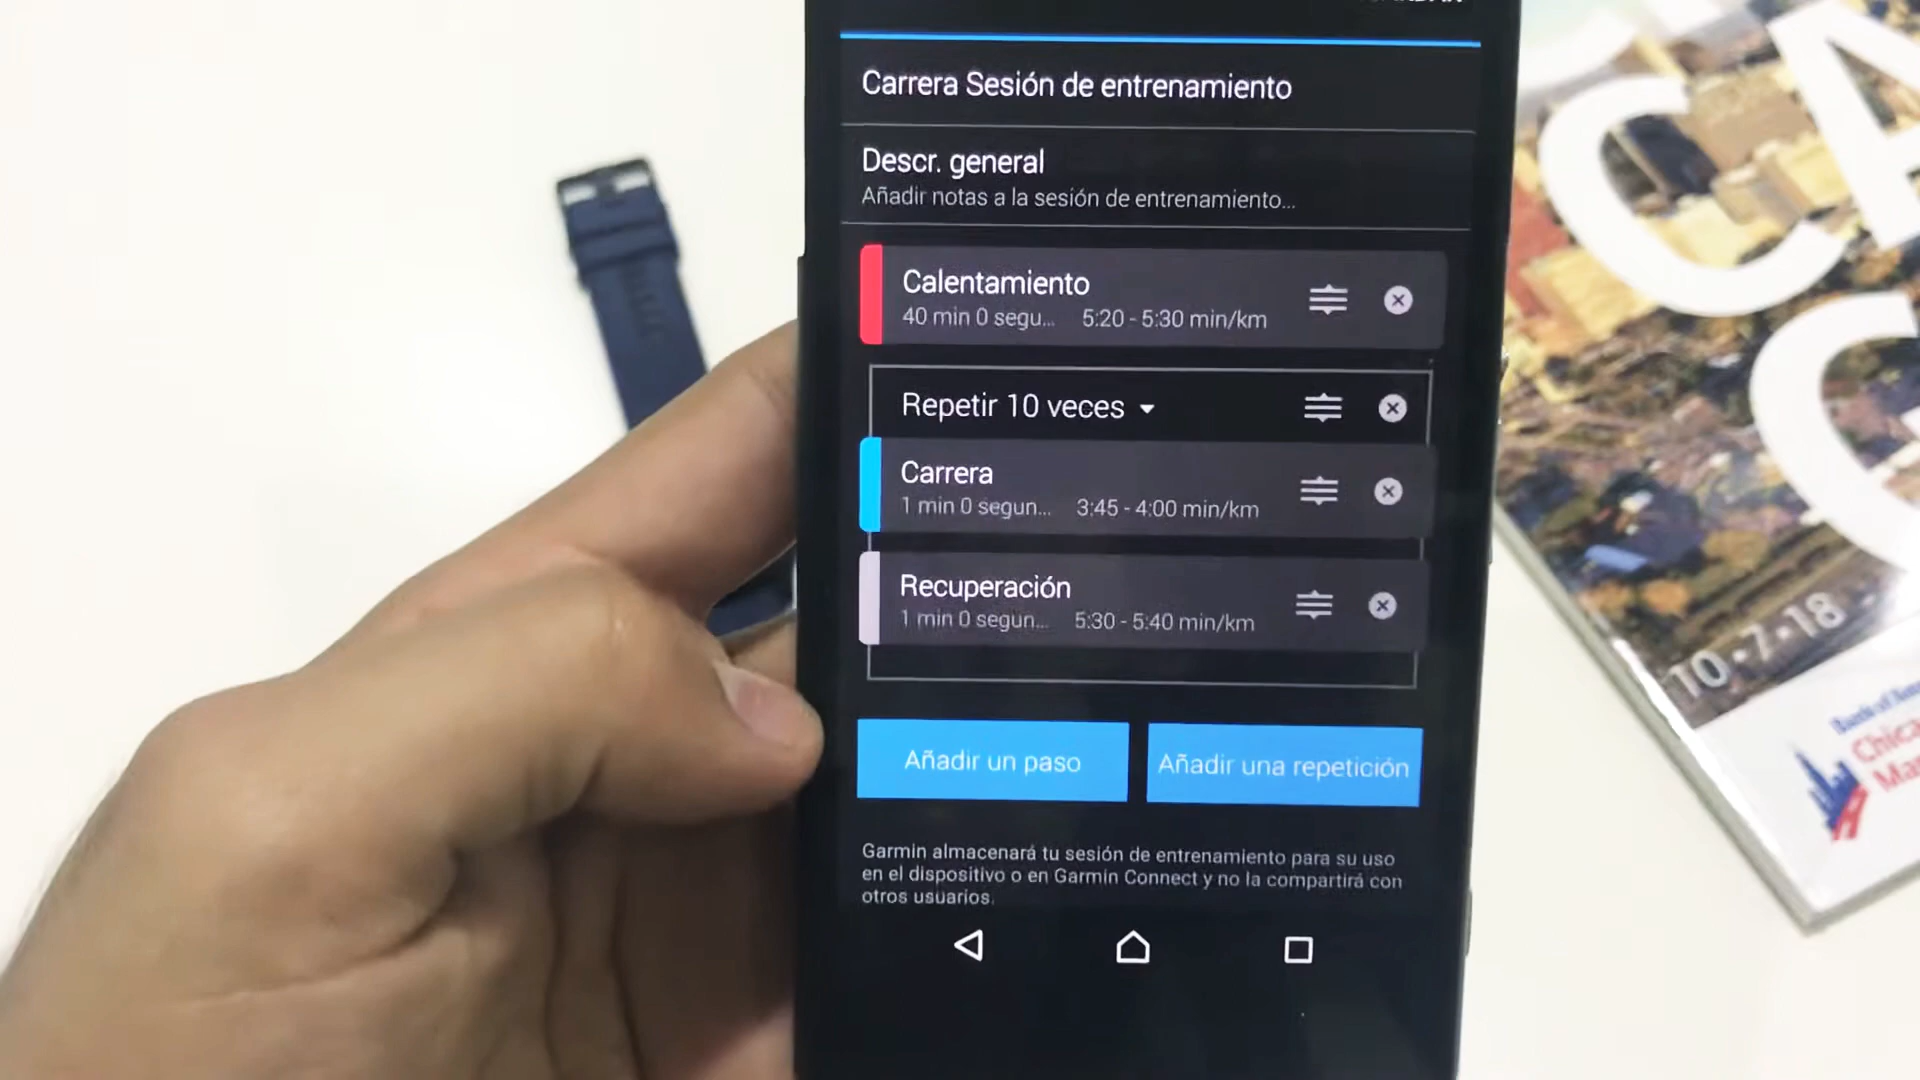 Carrera Sesión de entrenamiento
Descr. general
Añadir notas a la sesión de entrenamiento...
Calentamiento
40 min 0 segu... 5:20 - 5:30 min/km
Repetir 10 veces
Carrera
1 min 0 segun... 3:45 - 4:00 min/km
Recuperación
1 min 0 segun... 5:30 - 5:40 min/km
Añadir un paso
Añadir una repetición
Garmin almacenará tu sesión de entrenamiento para su uso
en el dispositivo o en Garmin Connect y no la compartirá con
otros usuarios.
CA
10•7•18